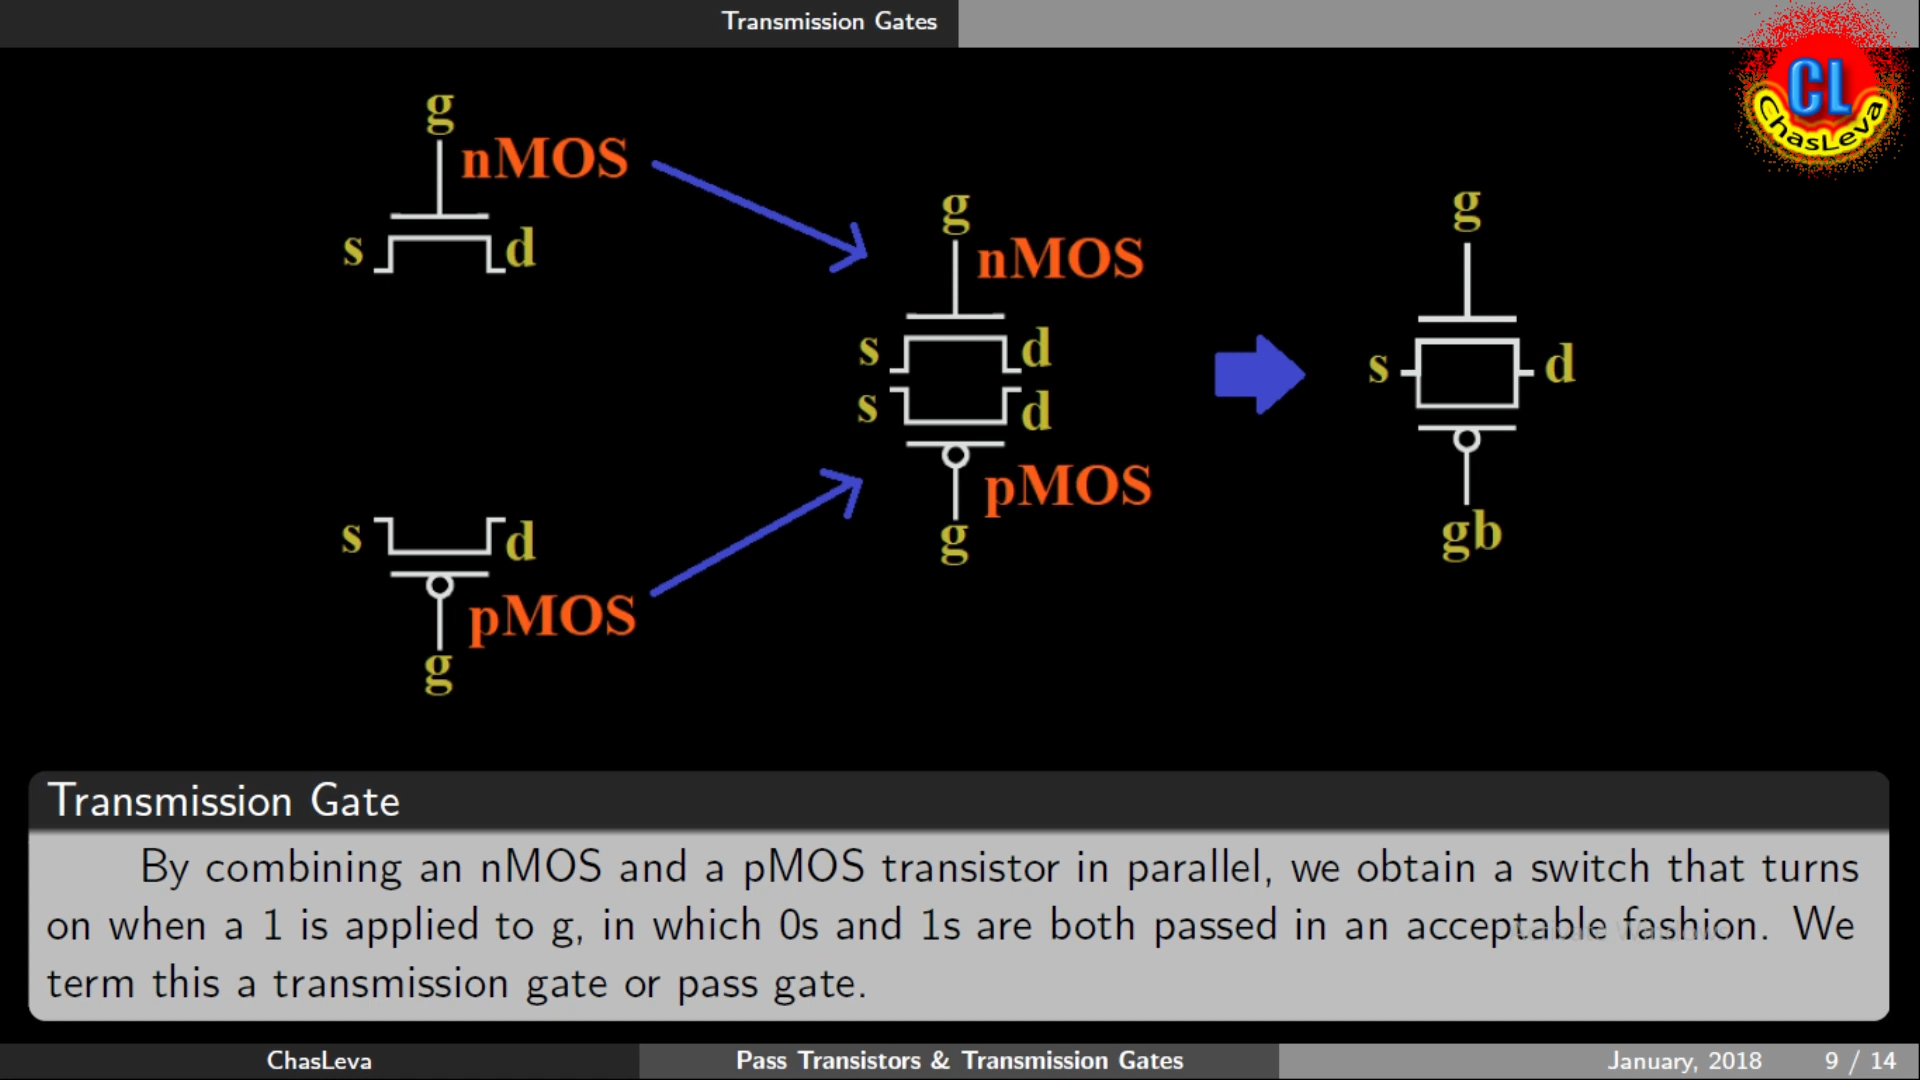 Transmission Gates
CL
ChasLeva
g
nMOS
s d
g
nMOS
s d
s d
pMOS
g
g
s d
gb
s d
pMOS
g
Transmission Gate
By combining an nMOS and a pMOS transistor in parallel, we obtain a switch that turns
on when a 1 is applied to g, in which 0s and 1s are both passed in an acceptable fashion. We
term this a transmission gate or pass gate.
Activate Windows
ChasLeva
Pass Transistors & Transmission Gates
January, 2018 9 / 14